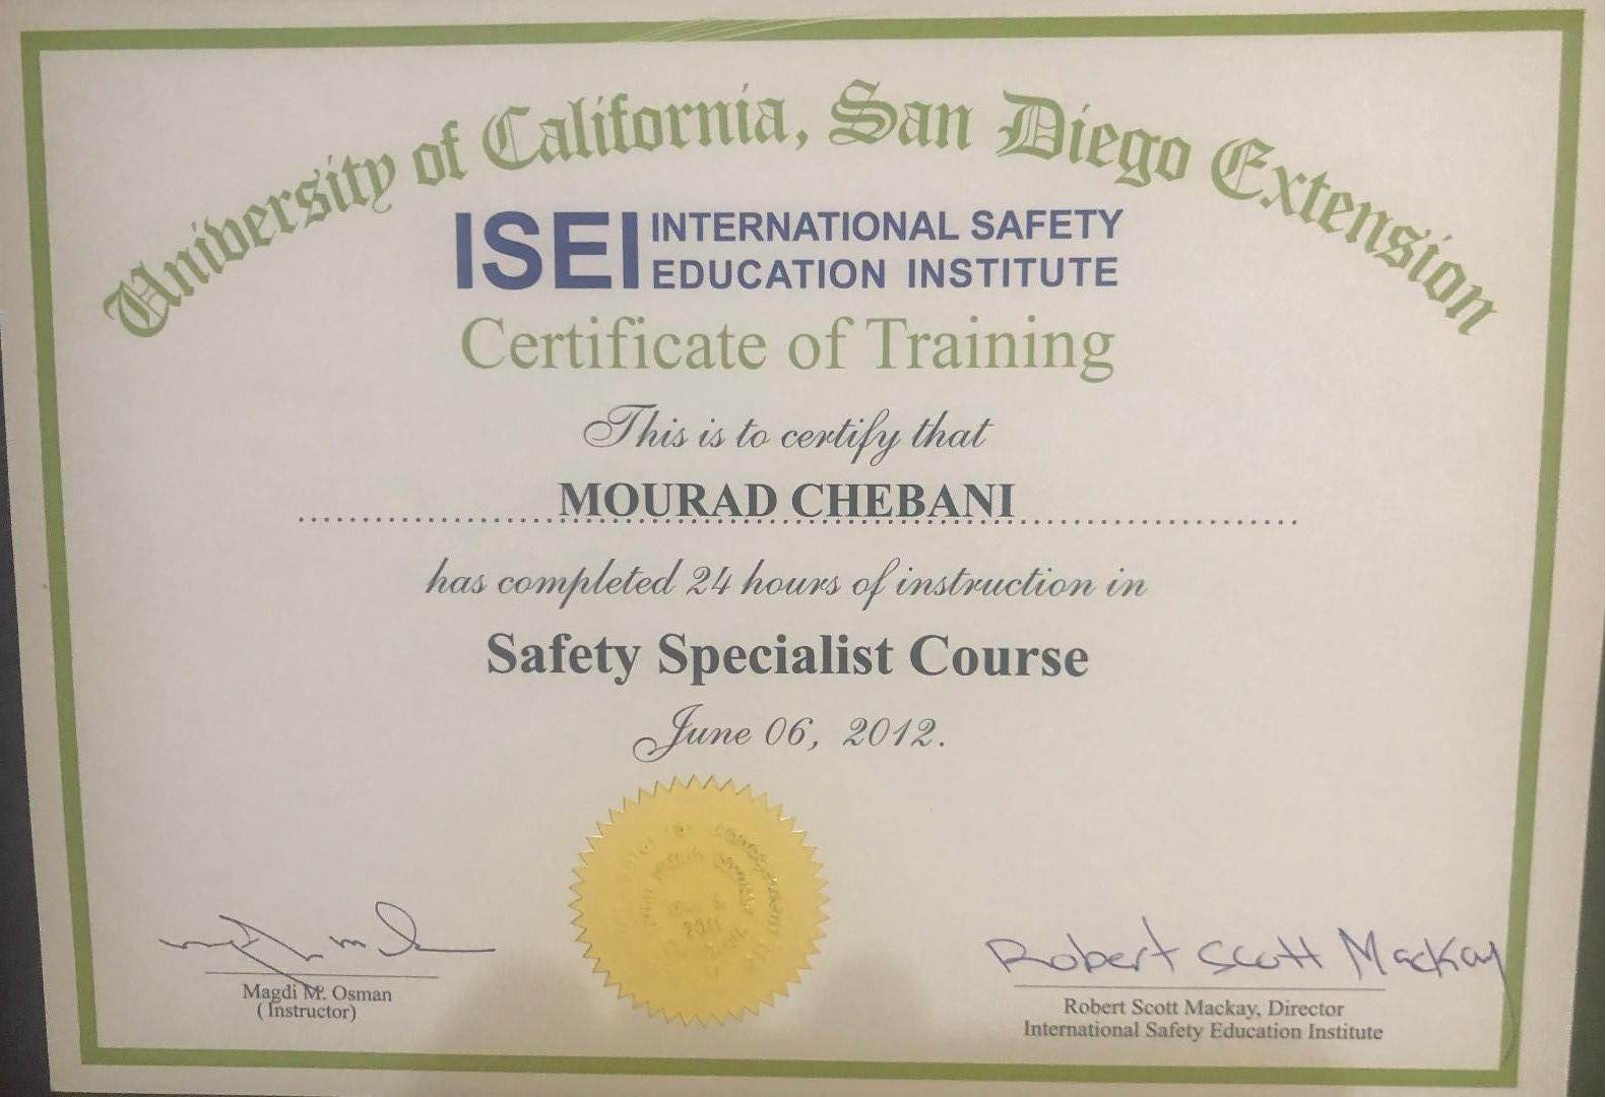 University of California, San Diego Extension
ISEI INTERNATIONAL SAFETY
EDUCATION INSTITUTE
Certificate of Training
This is to certify that
MOURAD CHEBANI
has completed 24 hours of instruction in
Safety Specialist Course
June 06, 2012.
Robert Scott Mackay
Magdi M. Osman
(Instructor)
Robert Scott Mackay, Director
International Safety Education Institute